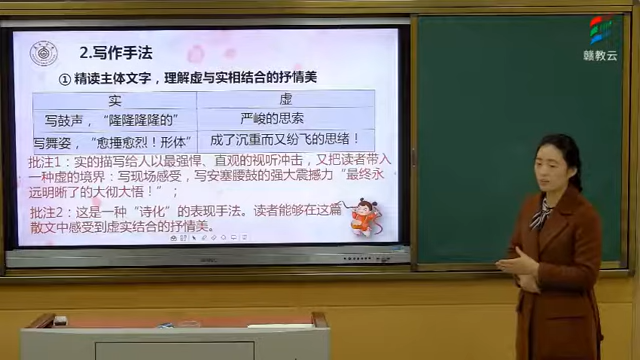 赣教云
2.写作手法
①精读主体文字，理解虚与实相结合的抒情美
实 虚
写鼓声，“隆隆隆隆的” 严峻的思索
写舞姿，“愈捶愈烈！形体” 成了沉重而又纷飞的思绪！
批注1：实的描写给人以最强悍、直观的视听冲击，又把读者带入
一种虚的境界：写现场感受，写安塞腰鼓的强大震撼力“最终永
远明晰了的大彻大悟！”；
批注2：这是一种“诗化”的表现手法。读者能够在这篇
散文中感受到虚实结合的抒情美。